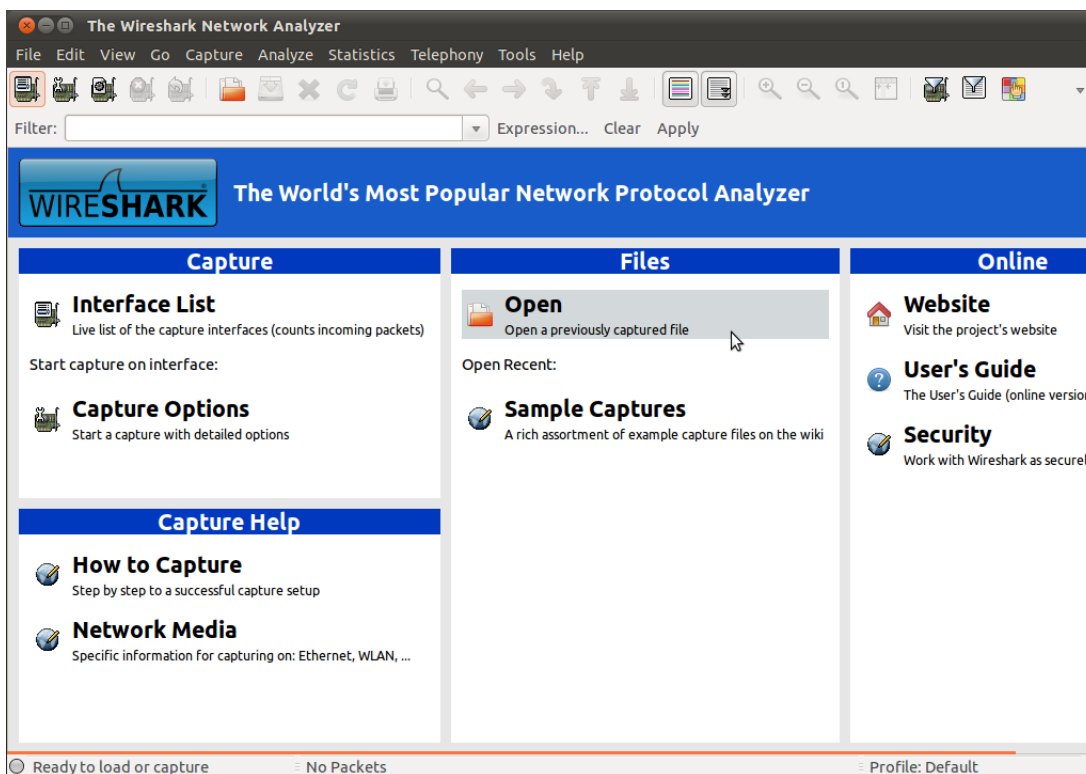 The Wireshark Network Analyzer
File Edit View Go Capture Analyze Statistics Telephony Tools Help
Filter: Expression... Clear Apply
WIRESHARK The World's Most Popular Network Protocol Analyzer
Capture
Interface List
Live list of the capture interfaces (counts incoming packets)
Start capture on interface:
Capture Options
Start a capture with detailed options
Capture Help
How to Capture
Step by step to a successful capture setup
Network Media
Specific information for capturing on: Ethernet, WLAN, ...
Files
Open
Open a previously captured file
Open Recent:
Sample Captures
A rich assortment of example capture files on the wiki
Online
Website
Visit the project's website
User's Guide
The User's Guide (online version
Security
Work with Wireshark as
Ready to load or capture
No Packets
Profile: Default